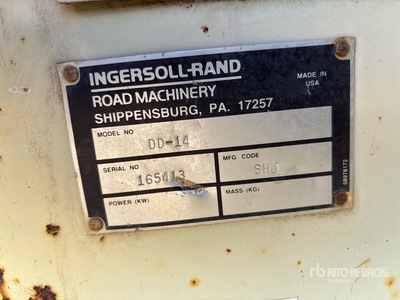 INGERSOLL-RAND
ROAD MACHINERY
SHIPPENSBURG, PA. 17257
MADE IN
USA
MODEL NO
DD-14
SERIAL NO
165413
MFG CODE
SHJ
POWER (KW)
MASS (KG)
58978172
rb RITCHIE BROS